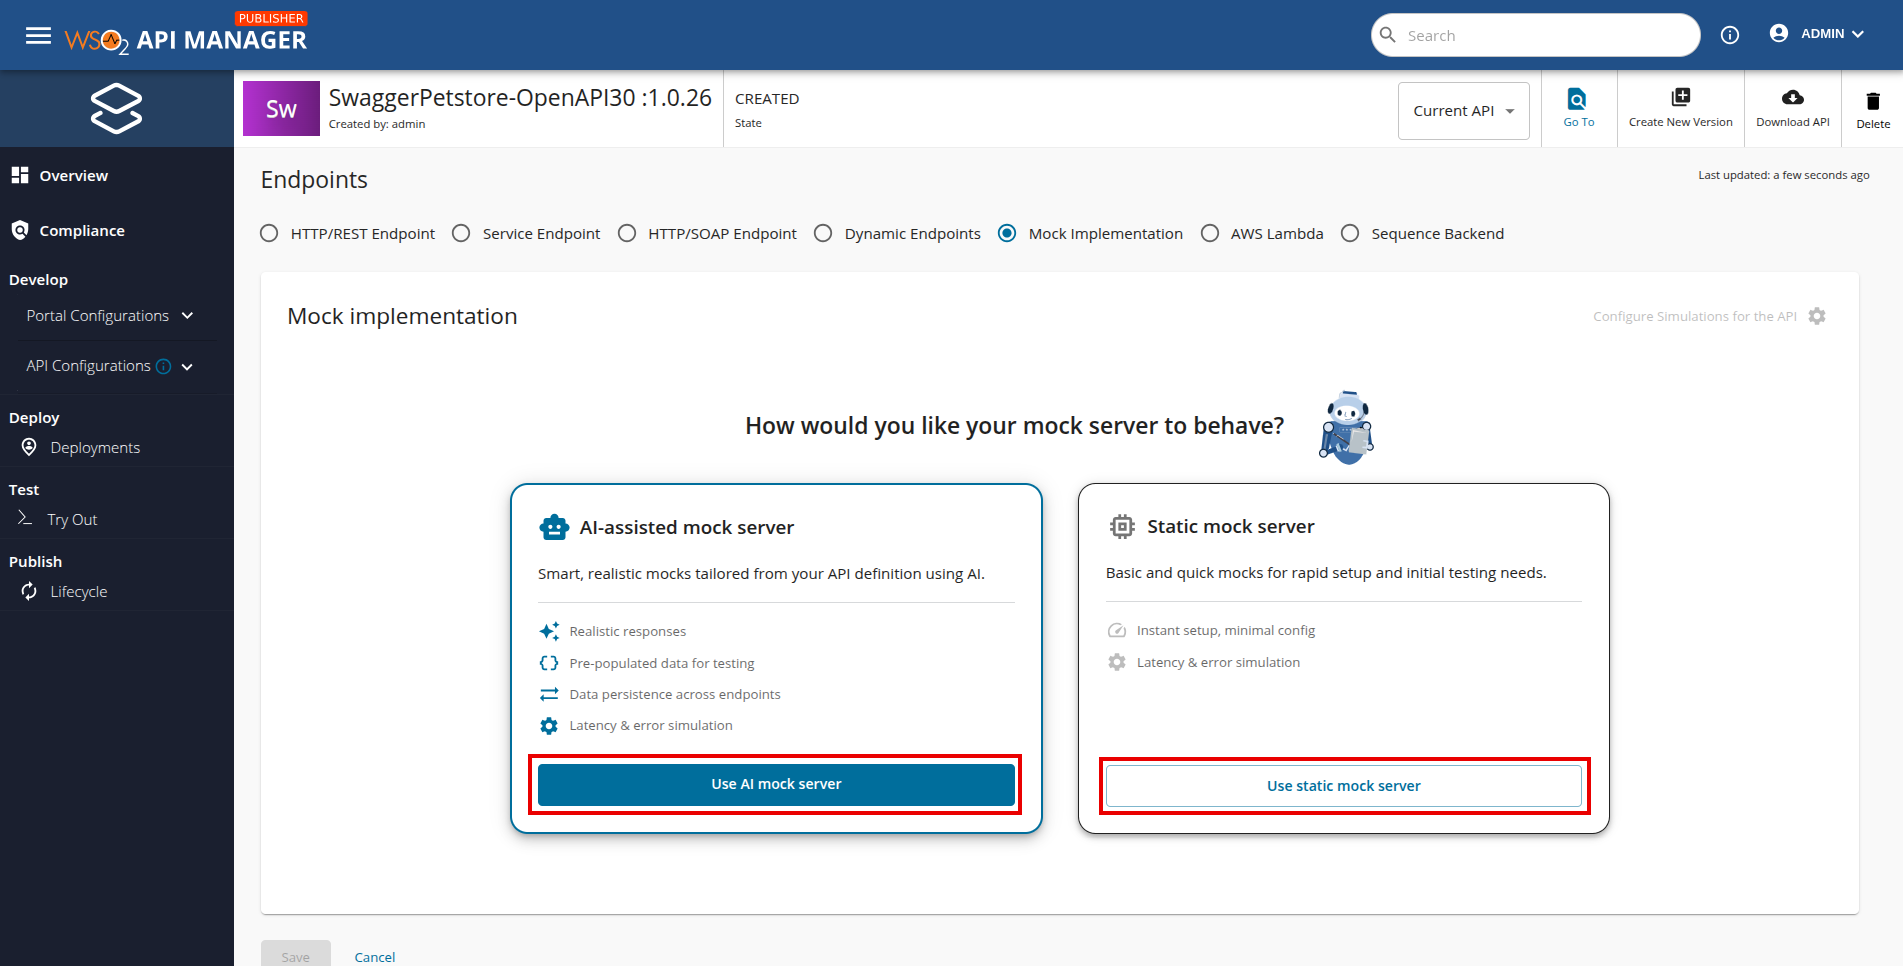 PUBLISHER
WSO2 API MANAGER
Search
ADMIN
Sw
SwaggerPetstore-OpenAPI30 :1.0.26
Created by: admin
CREATED
State
Current API
Go To
Create New Version
Download API
Delete
Overview
Compliance
Develop
Portal Configurations
API Configurations
Deploy
Deployments
Test
Try Out
Publish
Lifecycle
Endpoints
Last updated: a few seconds ago
HTTP/REST Endpoint
Service Endpoint
HTTP/SOAP Endpoint
Dynamic Endpoints
Mock Implementation
AWS Lambda
Sequence Backend
Mock implementation
Configure Simulations for the API
How would you like your mock server to behave?
AI-assisted mock server
Smart, realistic mocks tailored from your API definition using AI.
Realistic responses
Pre-populated data for testing
Data persistence across endpoints
Latency & error simulation
Use AI mock server
Static mock server
Basic and quick mocks for rapid setup and initial testing needs.
Instant setup, minimal config
Latency & error simulation
Use static mock server
Save
Cancel